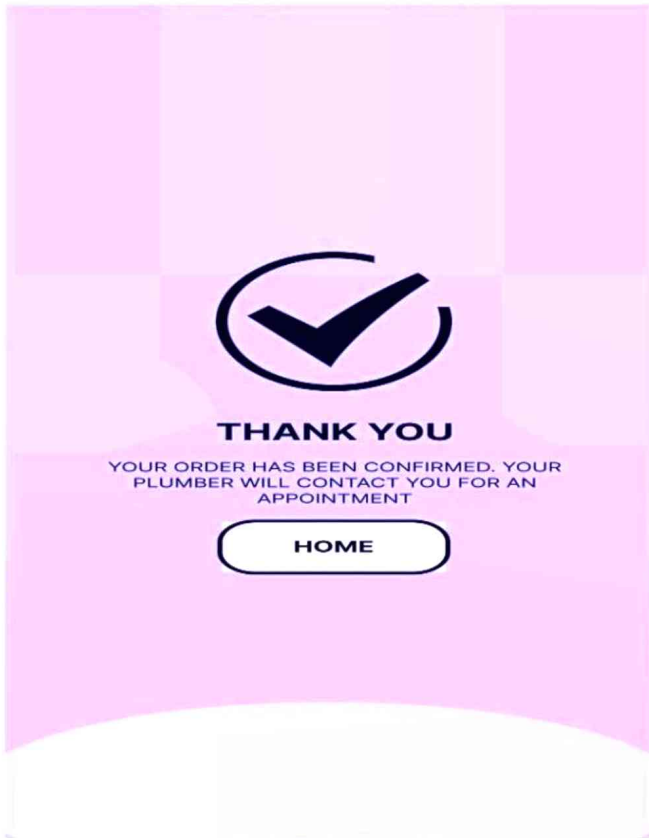 THANK YOU
YOUR ORDER HAS BEEN CONFIRMED. YOUR
PLUMBER WILL CONTACT YOU FOR AN
APPOINTMENT
HOME